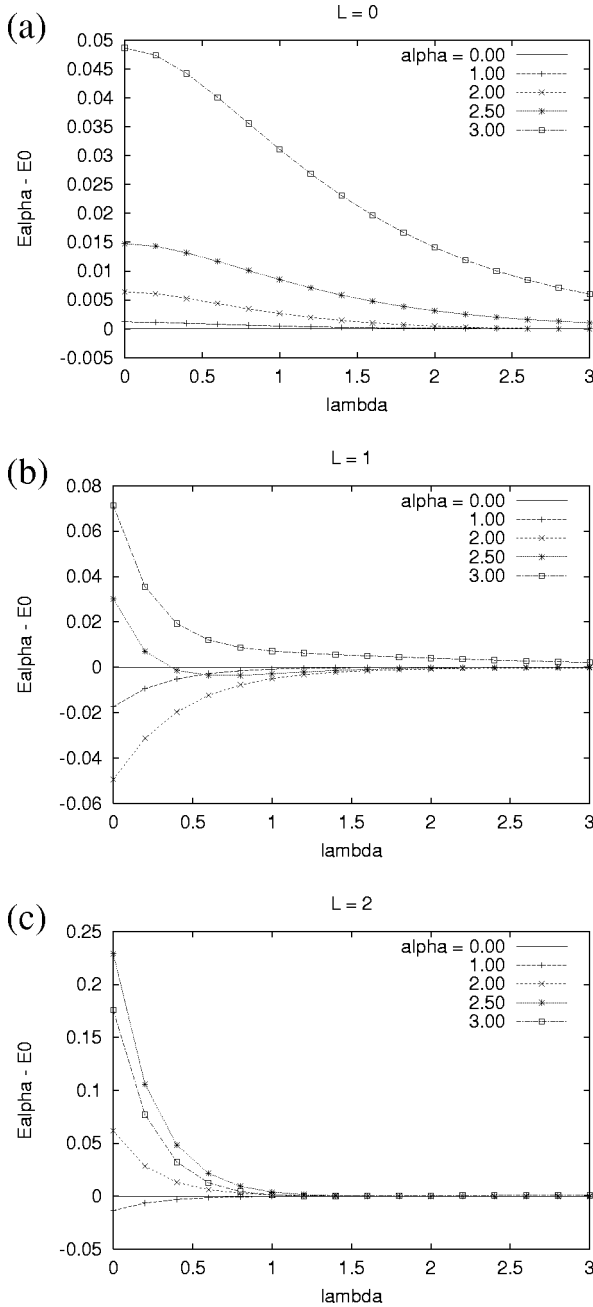 (a)
L = 0
0.05
0.045
0.04
0.035
0.03
0.025
0.02
0.015
0.01
0.005
0
-0.005
Ealpha - E0
alpha = 0.00
1.00
2.00
2.50
3.00
0 0.5 1 1.5 2 2.5 3
lambda
(b)
L = 1
0.08
0.06
0.04
0.02
0
-0.02
-0.04
-0.06
Ealpha - E0
alpha = 0.00
1.00
2.00
2.50
3.00
0 0.5 1 1.5 2 2.5 3
lambda
(c)
L = 2
0.25
0.2
0.15
0.1
0.05
0
-0.05
Ealpha - E0
alpha = 0.00
1.00
2.00
2.50
3.00
0 0.5 1 1.5 2 2.5 3
lambda